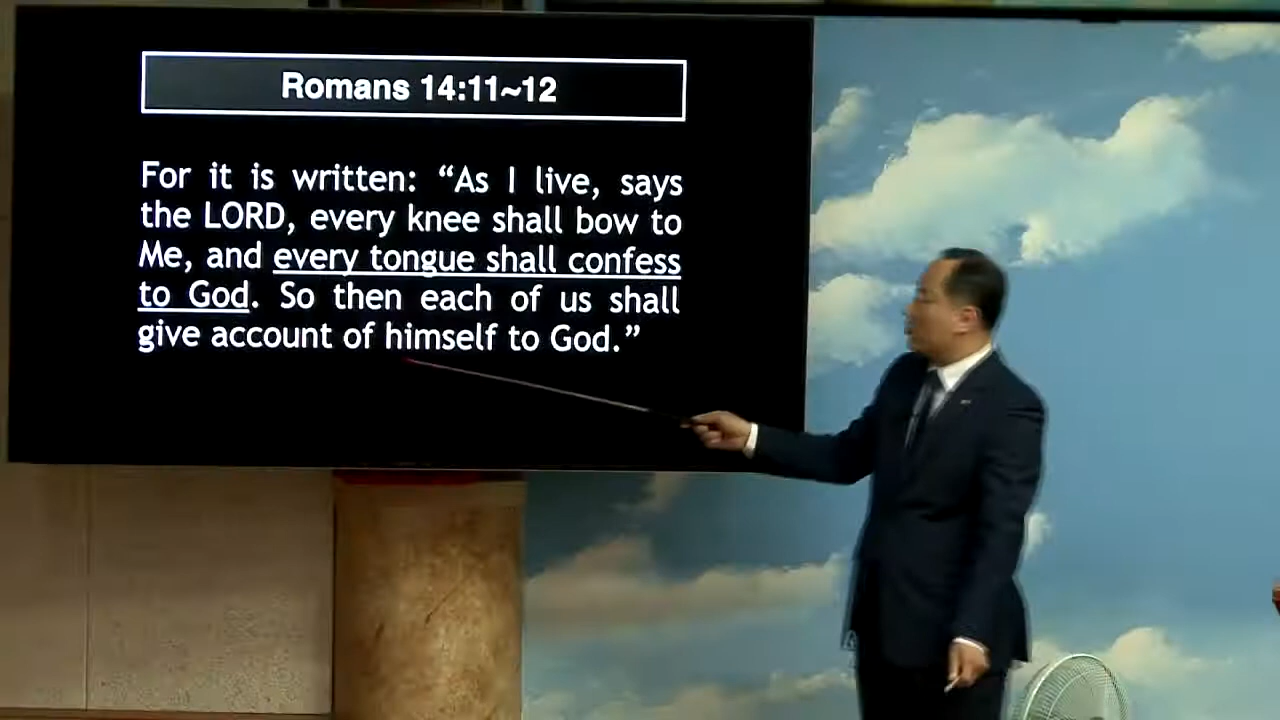 Romans 14:11~12
For it is written: “As I live, says
the LORD, every knee shall bow to
Me, and every tongue shall confess
to God. So then each of us shall
give account of himself to God.”